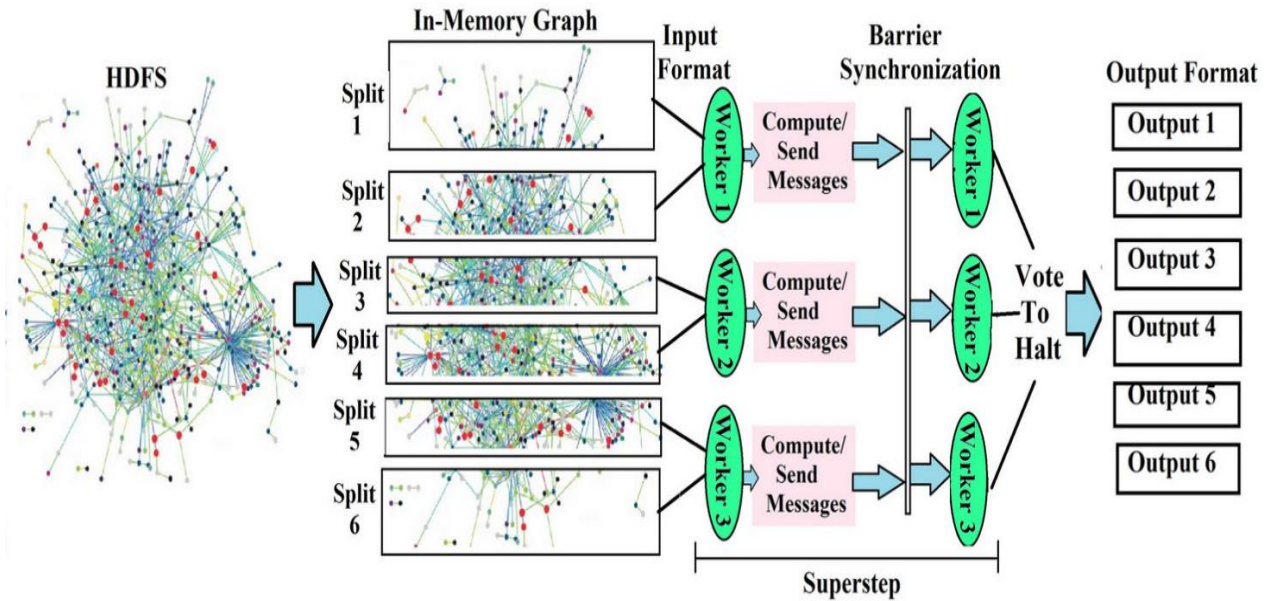 HDFS
In-Memory Graph
Split
1
Split
2
Split
3
Split
4
Split
5
Split
6
Input
Format
Worker 1
Worker 2
Worker 3
Compute/
Send
Messages
Compute/
Send
Messages
Compute/
Send
Messages
Barrier
Synchronization
Worker 1
Worker 2
Worker 3
Superstep
Vote
To
Halt
Output Format
Output 1
Output 2
Output 3
Output 4
Output 5
Output 6